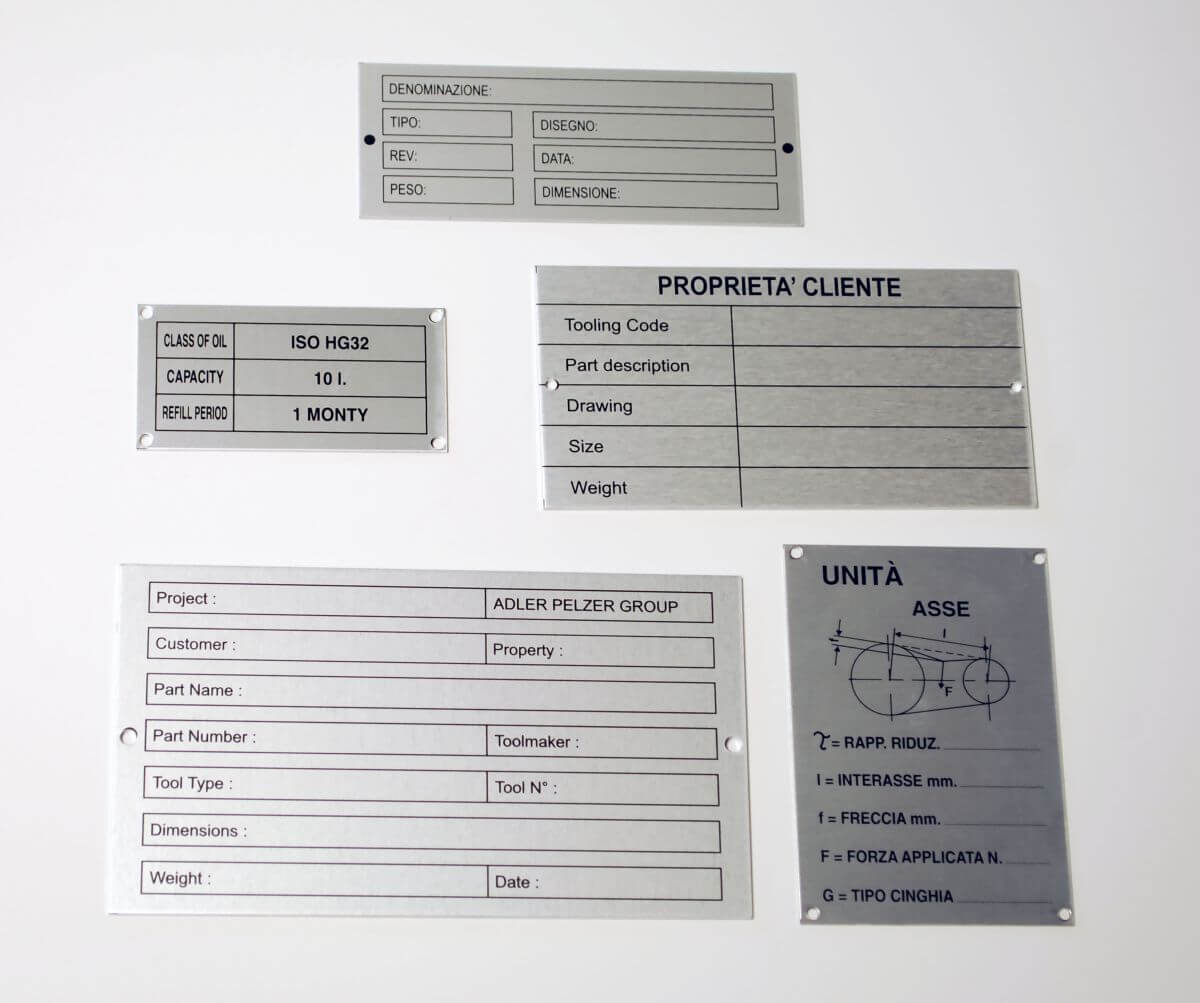 DENOMINAZIONE:
TIPO: DISEGNO:
REV: DATA:
PESO: DIMENSIONE:
CLASS OF OIL ISO HG32
CAPACITY 10 l.
REFILL PERIOD 1 MONTY
PROPRIETA' CLIENTE
Tooling Code
Part description
Drawing
Size
Weight
Project : ADLER PELZER GROUP
Customer : Property :
Part Name :
Part Number : Toolmaker :
Tool Type : Tool N° :
Dimensions :
Weight : Date :
UNITÀ
ASSE
f l
F
τ = RAPP. RIDUZ.
I = INTERASSE mm.
f = FRECCIA mm.
F = FORZA APPLICATA N.
G = TIPO CINGHIA